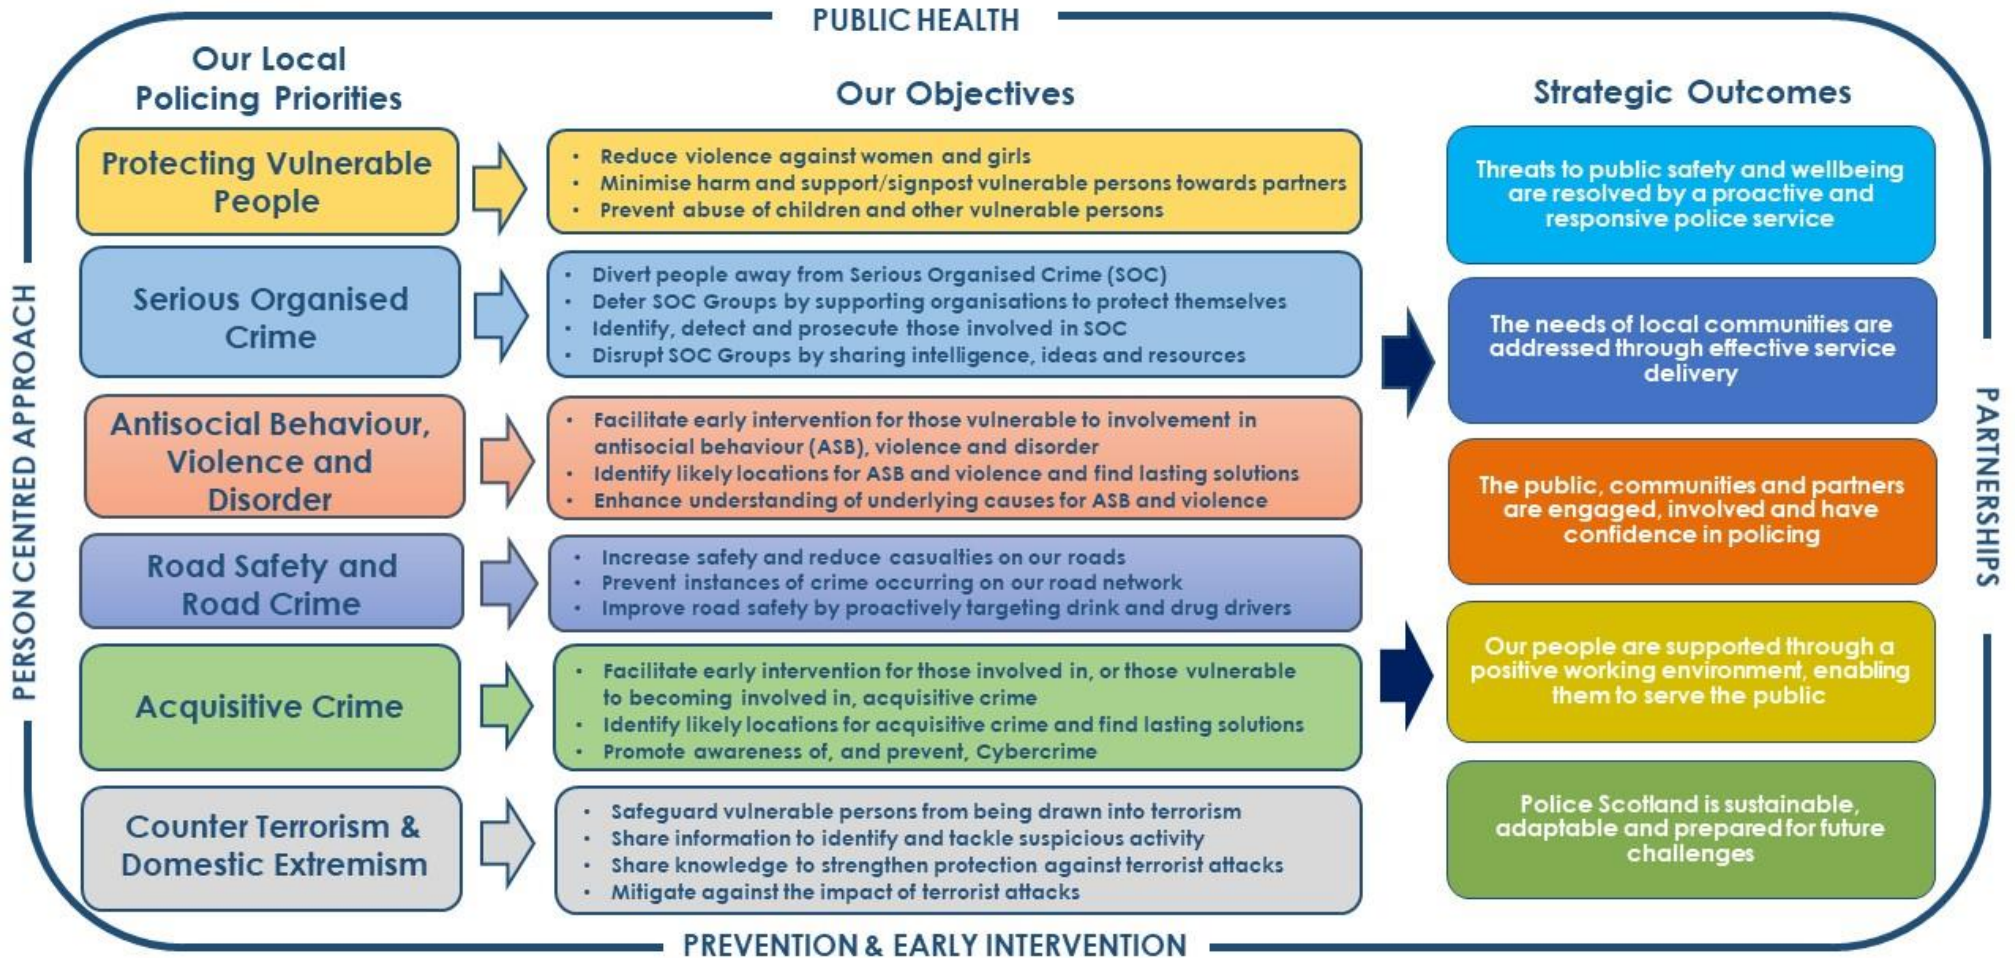 PUBLIC HEALTH
Our Local
Policing Priorities
Our Objectives
Strategic Outcomes
Protecting Vulnerable
People
• Reduce violence against women and girls
• Minimise harm and support/signpost vulnerable persons towards partners
• Prevent abuse of children and other vulnerable persons
Serious Organised
Crime
• Divert people away from Serious Organised Crime (SOC)
• Deter SOC Groups by supporting organisations to protect themselves
• Identify, detect and prosecute those involved in SOC
• Disrupt SOC Groups by sharing intelligence, ideas and resources
Antisocial Behaviour,
Violence and
Disorder
• Facilitate early intervention for those vulnerable to involvement in
antisocial behaviour (ASB), violence and disorder
• Identify likely locations for ASB and violence and find lasting solutions
• Enhance understanding of underlying causes for ASB and violence
Road Safety and
Road Crime
• Increase safety and reduce casualties on our roads
• Prevent instances of crime occurring on our road network
• Improve road safety by proactively targeting drink and drug drivers
Acquisitive Crime
• Facilitate early intervention for those involved in, or those vulnerable
to becoming involved in, acquisitive crime
• Identify likely locations for acquisitive crime and find lasting solutions
• Promote awareness of, and prevent, Cybercrime
Counter Terrorism &
Domestic Extremism
• Safeguard vulnerable persons from being drawn into terrorism
• Share information to identify and tackle suspicious activity
• Share knowledge to strengthen protection against terrorist attacks
• Mitigate against the impact of terrorist attacks
Threats to public safety and wellbeing
are resolved by a proactive and
responsive police service
The needs of local communities are
addressed through effective service
delivery
The public, communities and partners
are engaged, involved and have
confidence in policing
Our people are supported through a
positive working environment, enabling
them to serve the public
Police Scotland is sustainable,
adaptable and prepared for future
challenges
PERSON CENTRED APPROACH
PARTNERSHIPS
PREVENTION & EARLY INTERVENTION